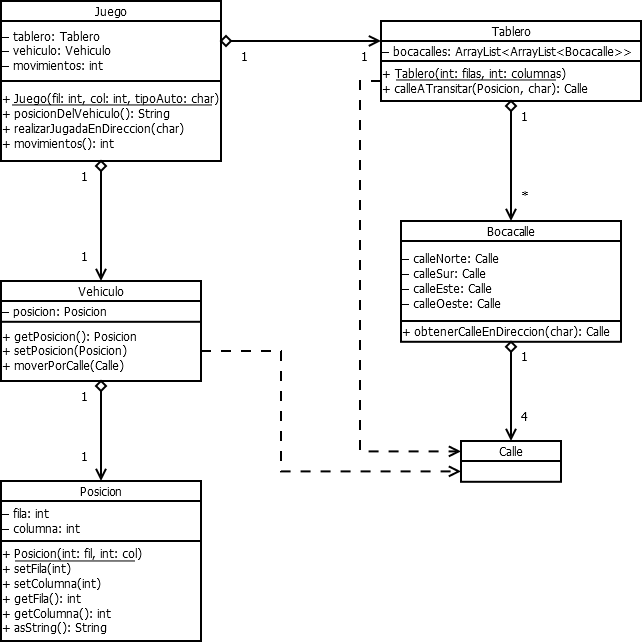 Juego
− tablero: Tablero
− vehiculo: Vehiculo
− movimientos: int
+ Juego(fil: int, col: int, tipoAuto: char)
+ posicionDelVehiculo(): String
+ realizarJugadaEnDireccion(char)
+ movimientos(): int
1
1
Tablero
− bocacalles: ArrayList<ArrayList<Bocacalle>>
+ Tablero(int: filas, int: columnas)
+ calleATransitar(Posicion, char): Calle
1
*
1
1
Bocacalle
− calleNorte: Calle
− calleSur: Calle
− calleEste: Calle
− calleOeste: Calle
+ obtenerCalleEnDireccion(char): Calle
1
4
Vehiculo
− posicion: Posicion
+ getPosicion(): Posicion
+ setPosicion(Posicion)
+ moverPorCalle(Calle)
1
1
Calle
Posicion
− fila: int
− columna: int
+ Posicion(int: fil, int: col)
+ setFila(int)
+ setColumna(int)
+ getFila(): int
+ getColumna(): int
+ asString(): String